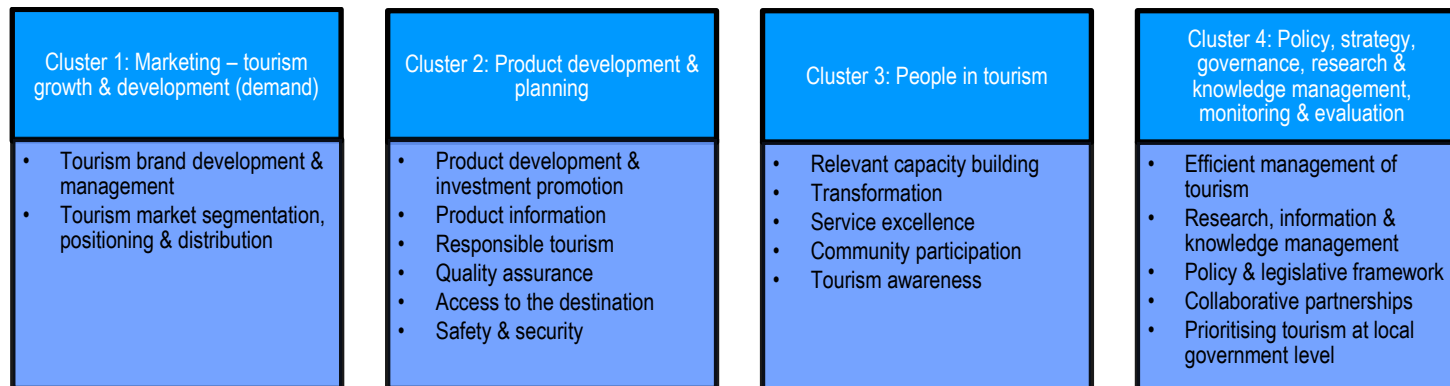 Cluster 1: Marketing – tourism
growth & development (demand)
• Tourism brand development &
management
• Tourism market segmentation,
positioning & distribution
Cluster 2: Product development &
planning
• Product development &
investment promotion
• Product information
• Responsible tourism
• Quality assurance
• Access to the destination
• Safety & security
Cluster 3: People in tourism
• Relevant capacity building
• Transformation
• Service excellence
• Community participation
• Tourism awareness
Cluster 4: Policy, strategy,
governance, research &
knowledge management,
monitoring & evaluation
• Efficient management of
tourism
• Research, information &
knowledge management
• Policy & legislative framework
• Collaborative partnerships
• Prioritising tourism at local
government level